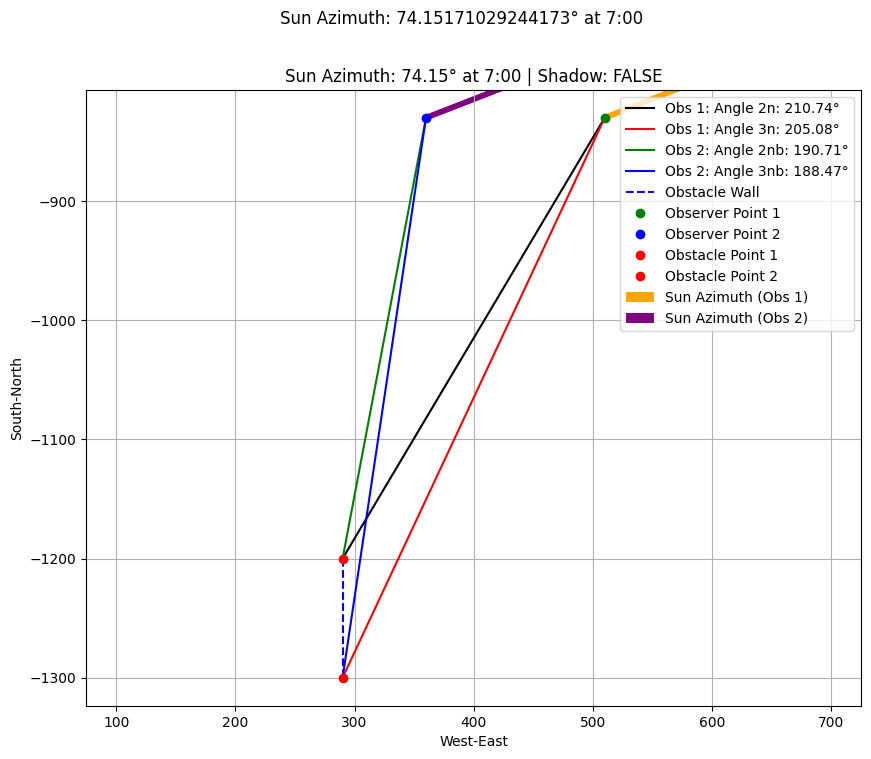 Sun Azimuth: 74.15171029244173° at 7:00
Sun Azimuth: 74.15° at 7:00 | Shadow: FALSE
Obs 1: Angle 2n: 210.74°
Obs 1: Angle 3n: 205.08°
Obs 2: Angle 2nb: 190.71°
Obs 2: Angle 3nb: 188.47°
Obstacle Wall
Observer Point 1
Observer Point 2
Obstacle Point 1
Obstacle Point 2
Sun Azimuth (Obs 1)
Sun Azimuth (Obs 2)
South-North
−900
−1000
−1100
−1200
−1300
100 200 300 400 500 600 700
West-East